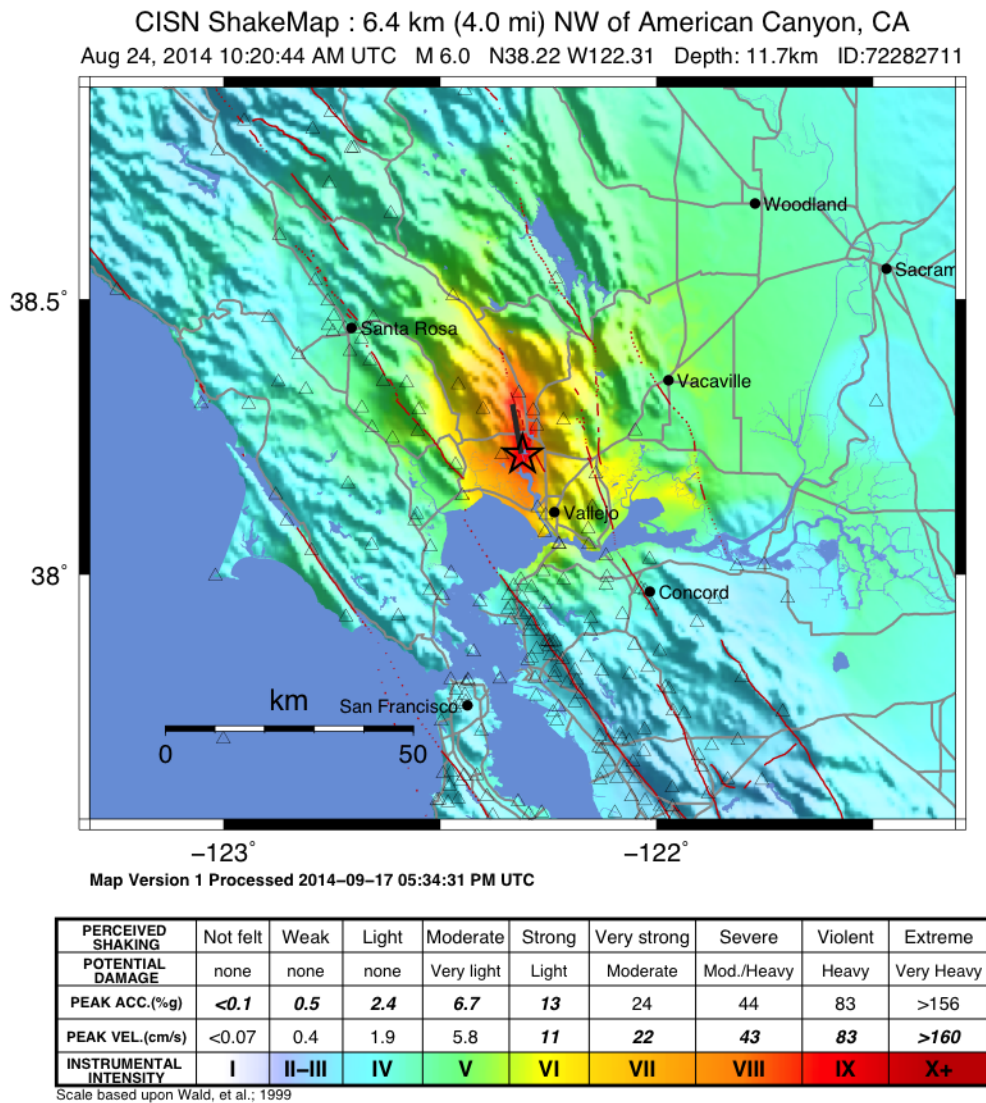 CISN ShakeMap : 6.4 km (4.0 mi) NW of American Canyon, CA
Aug 24, 2014 10:20:44 AM UTC M 6.0 N38.22 W122.31 Depth: 11.7km ID:72282711
Woodland
38.5° Sacram
Santa Rosa
Vacaville
Vallejo
38°
Concord
km
San Francisco
0 50
−123° −122°
Map Version 1 Processed 2014−09−17 05:34:31 PM UTC
PERCEIVED SHAKING Not felt Weak Light Moderate Strong Very strong Severe Violent Extreme
POTENTIAL DAMAGE none none none Very light Light Moderate Mod./Heavy Heavy Very Heavy
PEAK ACC.(%g) <0.1 0.5 2.4 6.7 13 24 44 83 >156
PEAK VEL.(cm/s) <0.07 0.4 1.9 5.8 11 22 43 83 >160
INSTRUMENTAL INTENSITY I II−III IV V VI VII VIII IX X+
Scale based upon Wald, et al.; 1999